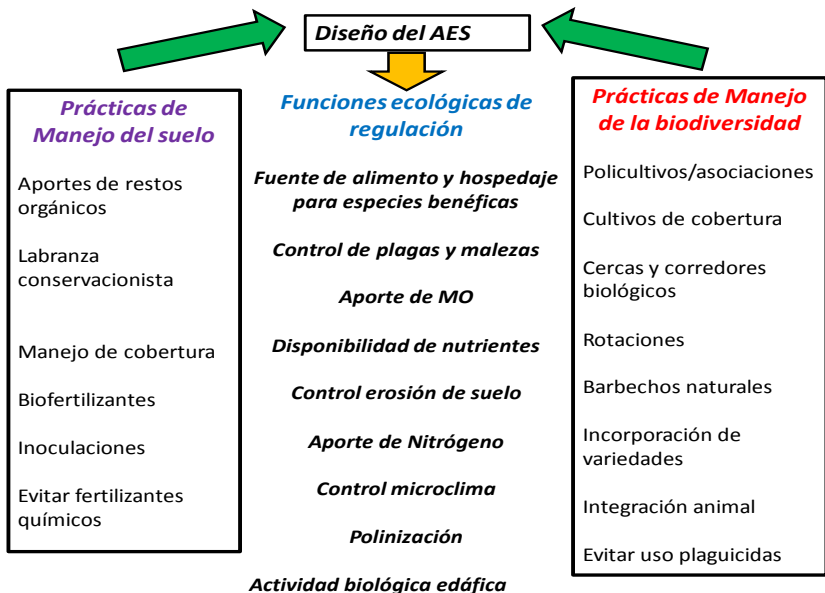 Diseño del AES
Prácticas de
Manejo del suelo
Aportes de restos
orgánicos
Labranza
conservacionista
Manejo de cobertura
Biofertilizantes
Inoculaciones
Evitar fertilizantes
químicos
Funciones ecológicas de
regulación
Fuente de alimento y hospedaje
para especies benéficas
Control de plagas y malezas
Aporte de MO
Disponibilidad de nutrientes
Control erosión de suelo
Aporte de Nitrógeno
Control microclima
Polinización
Actividad biológica edáfica
Prácticas de Manejo
de la biodiversidad
Policultivos/asociaciones
Cultivos de cobertura
Cercas y corredores
biológicos
Rotaciones
Barbechos naturales
Incorporación de
variedades
Integración animal
Evitar uso plaguicidas